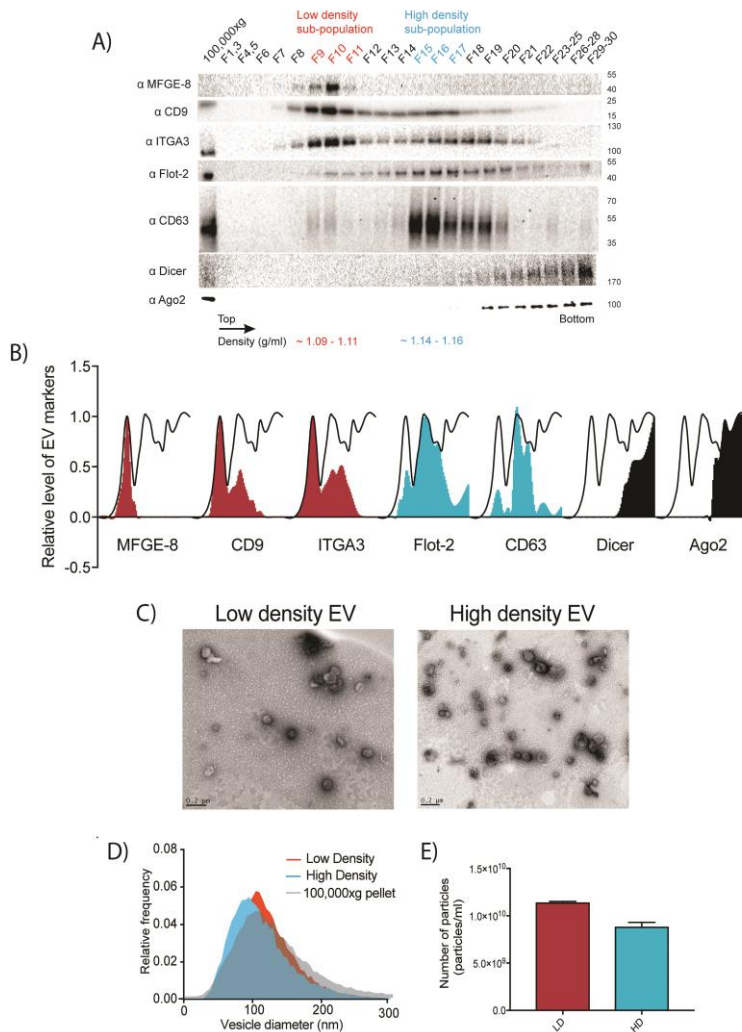 A)
Low density
sub-population
High density
sub-population
100,000xg F1,3 F4,5 F6 F7 F8 F9 F10 F11 F12 F13 F14 F15 F16 F17 F18 F19 F20 F21 F22 F23-25 F26-28 F29-30
α MFGE-8 55 40
α CD9 25 15
α ITGA3 130 100
α Flot-2 55 40
α CD63 70 55 35
α Dicer 170
α Ago2 100
Top Bottom
Density (g/ml) ~ 1.09 - 1.11 ~ 1.14 - 1.16
B)
Relative level of EV markers
1.5
1.0
0.5
0.0
-0.5
MFGE-8 CD9 ITGA3 Flot-2 CD63 Dicer Ago2
C)
Low density EV High density EV
0.2 μm 0.2 μm
D)
Relative frequency
0.08
0.06
0.04
0.02
0.00
Low Density
High Density
100,000xg pellet
0 100 200 300
Vesicle diameter (nm)
E)
Number of particles
(particles/ml)
1.5×10¹⁰
1.0×10¹⁰
5.0×10⁹
0.0
LD HD